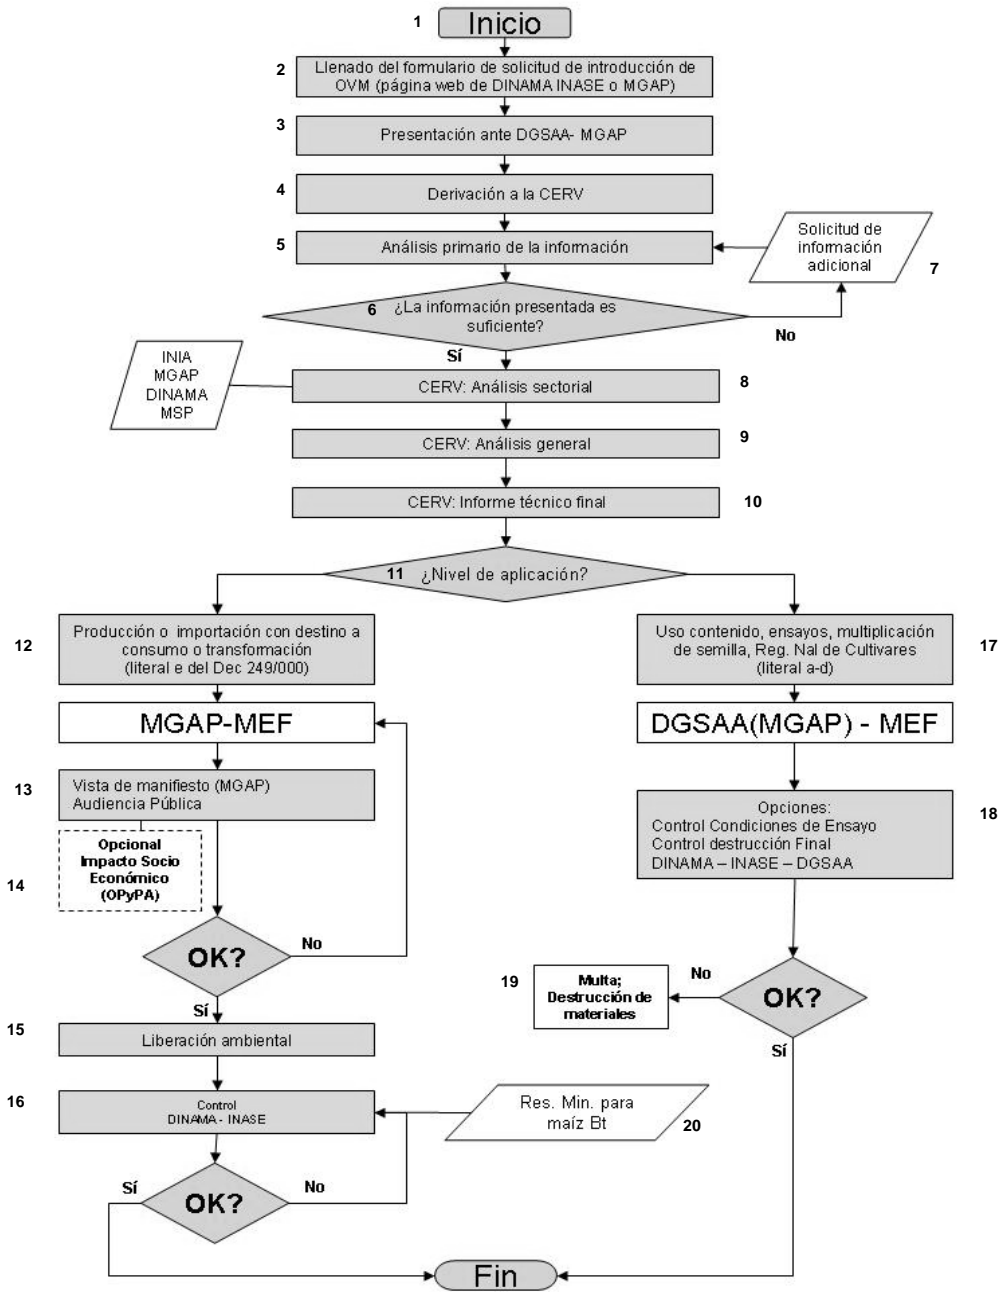 1
Inicio
2
Llenado del formulario de solicitud de introducción de
OVM (página web de DINAMA INASE o MGAP)
3
Presentación ante DGSAA- MGAP
4
Derivación a la CERV
5
Análisis primario de la información
Solicitud de
información
adicional
7
6
¿La información presentada es
suficiente?
No
Sí
INIA
MGAP
DINAMA
MSP
CERV: Análisis sectorial
8
CERV: Análisis general
9
CERV: Informe técnico final
10
11
¿Nivel de aplicación?
12
Producción o importación con destino a
consumo o transformación
(literal e del Dec 249/000)
MGAP-MEF
13
Vista de manifiesto (MGAP)
Audiencia Pública
14
Opcional
Impacto Socio
Económico
(OPyPA)
OK?
No
Sí
15
Liberación ambiental
16
Control
DINAMA - INASE
OK?
Sí
No
Res. Min. para
maíz Bt
20
Uso contenido, ensayos, multiplicación
de semilla, Reg. Nal de Cultivares
(literal a-d)
17
DGSAA(MGAP) - MEF
Opciones:
Control Condiciones de Ensayo
Control destrucción Final
DINAMA – INASE – DGSAA
18
OK?
No
Sí
19
Multa;
Destrucción de
materiales
Fin